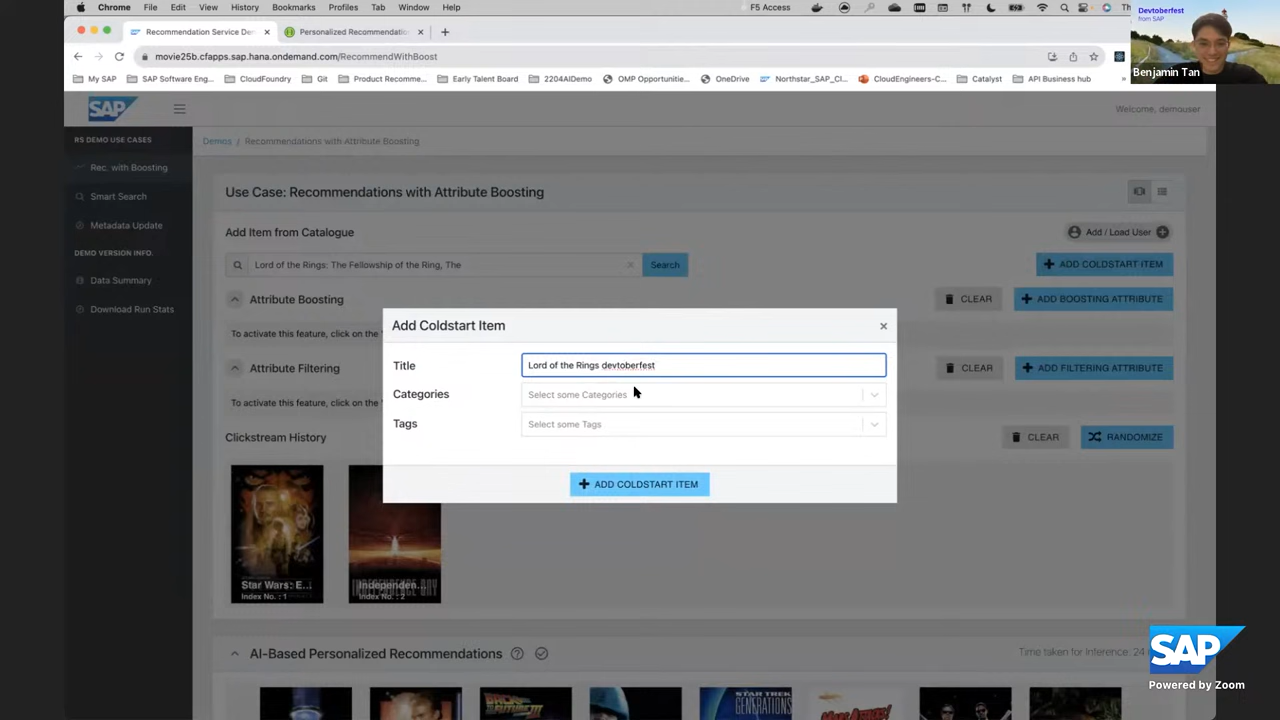 Chrome File Edit View History Bookmarks Profiles Tab Window Help
F5 Access
Devtoberfest
from SAP
Recommendation Service De
Personalized Recommendatio
movie25b.cfapps.sap.hana.ondemand.com/RecommendWithBoost
Benjamin Tan
My SAP SAP Software Eng... CloudFoundry Git Product Recomme... Early Talent Board 2204AIDemo OMP Opportunitie... OneDrive Northstar_SAP_Cl... CloudEngineers-C... Catalyst API Business hub
SAP
Welcome, demouser
RS DEMO USE CASES
Rec. with Boosting
Smart Search
Metadata Update
DEMO VERSION INFO.
Data Summary
Download Run Stats
Demos / Recommendations with Attribute Boosting
Use Case: Recommendations with Attribute Boosting
Add Item from Catalogue
Add / Load User
Lord of the Rings: The Fellowship of the Ring, The
Search
ADD COLDSTART ITEM
Attribute Boosting
CLEAR
ADD BOOSTING ATTRIBUTE
To activate this feature, click on the
Attribute Filtering
CLEAR
ADD FILTERING ATTRIBUTE
To activate this feature, click on the
Clickstream History
CLEAR
RANDOMIZE
Add Coldstart Item
Title
Lord of the Rings devtoberfest
Categories
Select some Categories
Tags
Select some Tags
ADD COLDSTART ITEM
Star Wars: E...
Index No. : 1
INDEPENDENCE DAY
Independen...
Index No. : 2
AI-Based Personalized Recommendations
Time taken for Inference: 24
BACK
FUTURE III
STAR TREK
GENERATIONS
SAP
Powered by Zoom